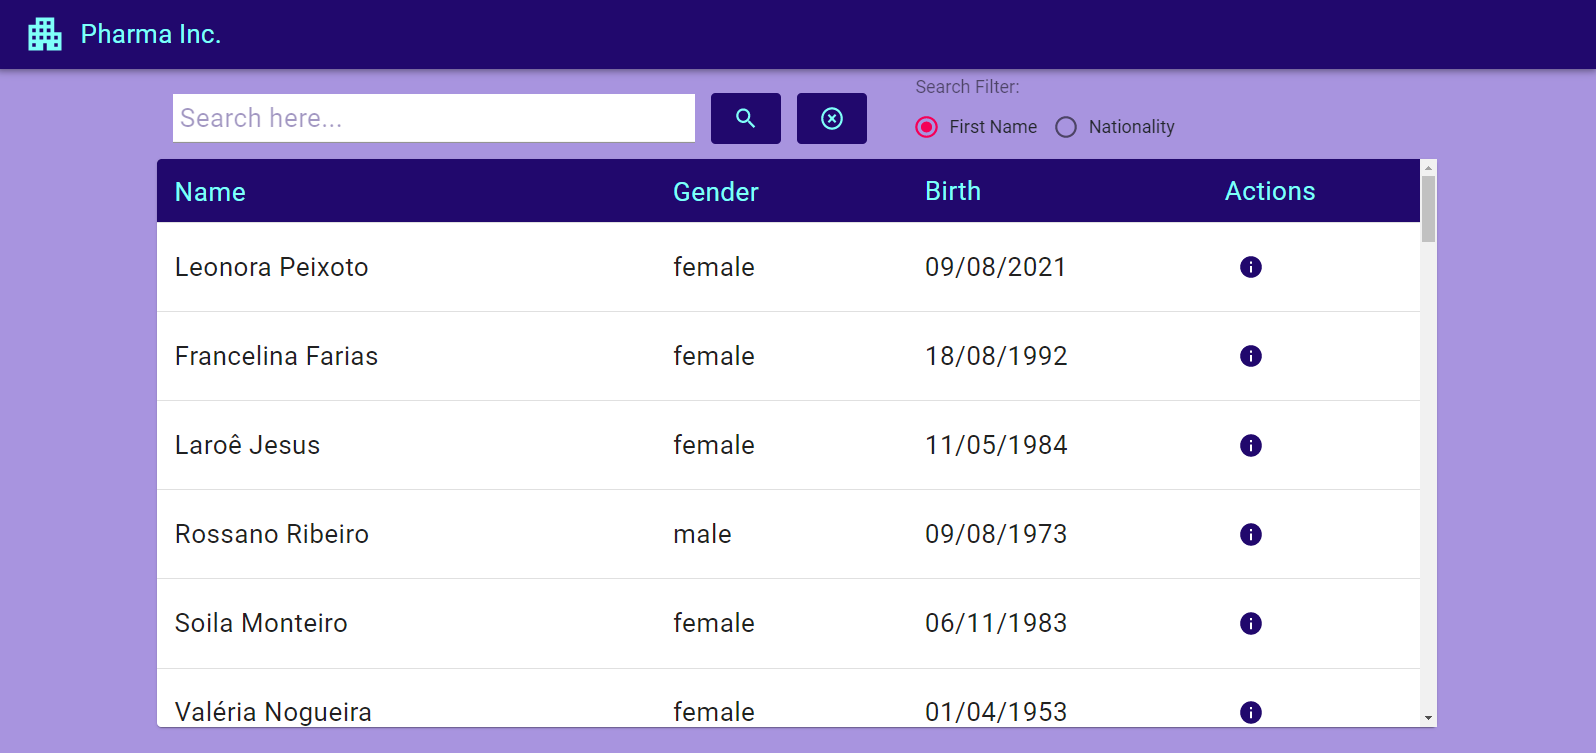 Pharma Inc.
Search Filter:
Search here...
First Name Nationality
Name Gender Birth Actions
Leonora Peixoto female 09/08/2021
Francelina Farias female 18/08/1992
Laroê Jesus female 11/05/1984
Rossano Ribeiro male 09/08/1973
Soila Monteiro female 06/11/1983
Valéria Nogueira female 01/04/1953